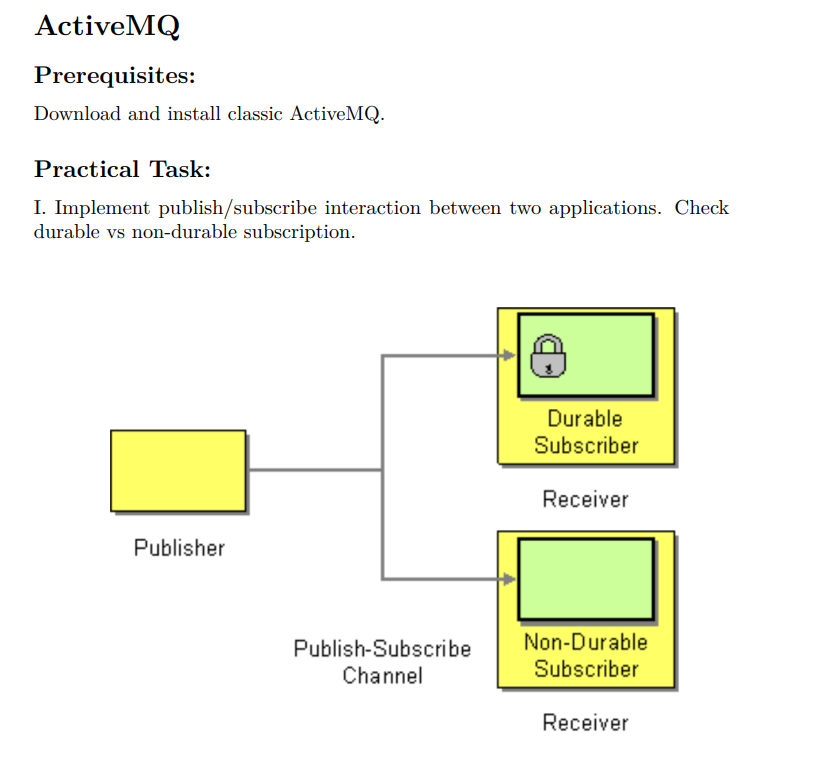 ActiveMQ
Prerequisites:
Download and install classic ActiveMQ.
Practical Task:
I. Implement publish/subscribe interaction between two applications. Check
durable vs non-durable subscription.
Durable
Subscriber
Receiver
Publisher
Non-Durable
Subscriber
Publish-Subscribe
Channel
Receiver